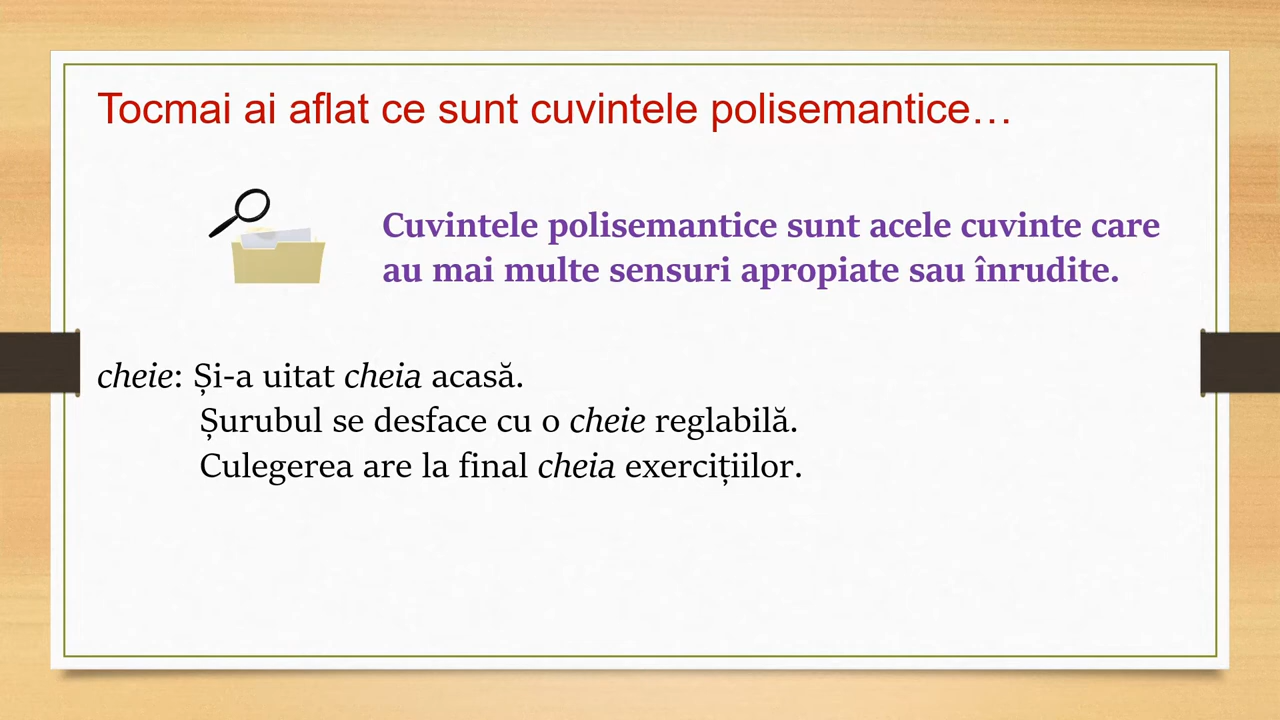 Tocmai ai aflat ce sunt cuvintele polisemantice…
Cuvintele polisemantice sunt acele cuvinte care
au mai multe sensuri apropiate sau înrudite.
cheie: Și-a uitat cheia acasă.
Șurubul se desface cu o cheie reglabilă.
Culegerea are la final cheia exercițiilor.